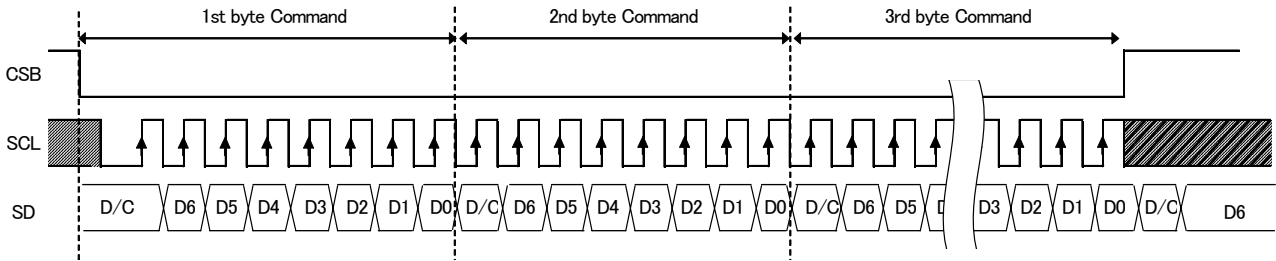 1st byte Command 2nd byte Command 3rd byte Command
CSB
SCL
SD D/C D6 D5 D4 D3 D2 D1 D0 D/C D6 D5 D4 D3 D2 D1 D0 D/C D6 D5 D3 D2 D1 D0 D/C D6